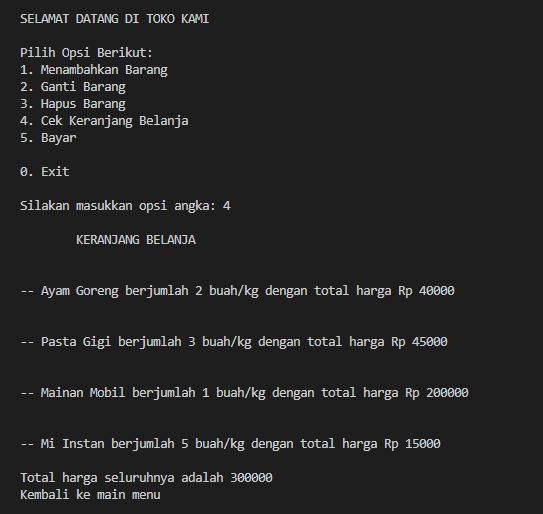 SELAMAT DATANG DI TOKO KAMI
Pilih Opsi Berikut:
1. Menambahkan Barang
2. Ganti Barang
3. Hapus Barang
4. Cek Keranjang Belanja
5. Bayar
0. Exit
Silakan masukkan opsi angka: 4
KERANJANG BELANJA
-- Ayam Goreng berjumlah 2 buah/kg dengan total harga Rp 40000
-- Pasta Gigi berjumlah 3 buah/kg dengan total harga Rp 45000
-- Mainan Mobil berjumlah 1 buah/kg dengan total harga Rp 200000
-- Mi Instan berjumlah 5 buah/kg dengan total harga Rp 15000
Total harga seluruhnya adalah 300000
Kembali ke main menu